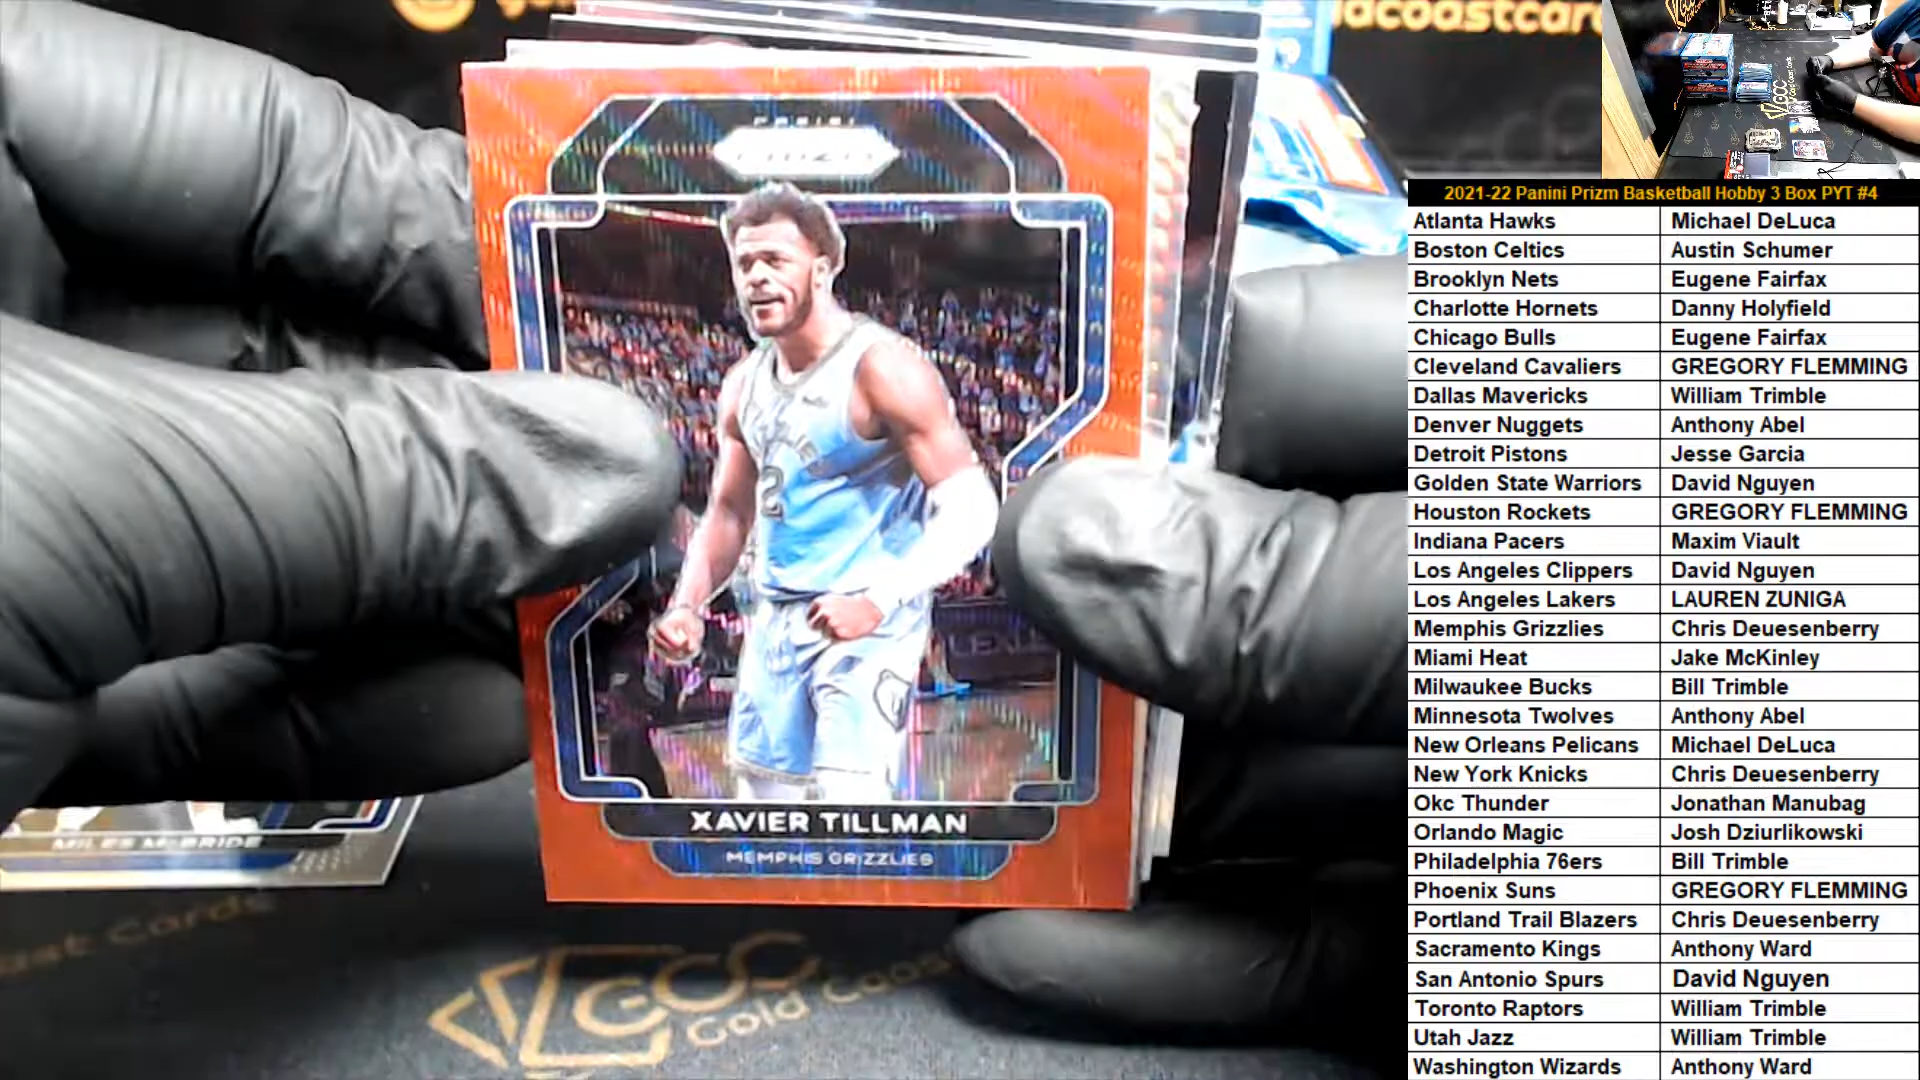 dacoastcard
PANINI
PRIZM
2
XAVIER TILLMAN
MEMPHIS GRIZZLIES
MILES McBRIDE
ast Cards
GCC
Gold Coast
GCC
2021-22 Panini Prizm Basketball Hobby 3 Box PYT #4
Atlanta Hawks Michael DeLuca
Boston Celtics Austin Schumer
Brooklyn Nets Eugene Fairfax
Charlotte Hornets Danny Holyfield
Chicago Bulls Eugene Fairfax
Cleveland Cavaliers GREGORY FLEMMING
Dallas Mavericks William Trimble
Denver Nuggets Anthony Abel
Detroit Pistons Jesse Garcia
Golden State Warriors David Nguyen
Houston Rockets GREGORY FLEMMING
Indiana Pacers Maxim Viault
Los Angeles Clippers David Nguyen
Los Angeles Lakers LAUREN ZUNIGA
Memphis Grizzlies Chris Deuesenberry
Miami Heat Jake McKinley
Milwaukee Bucks Bill Trimble
Minnesota Twolves Anthony Abel
New Orleans Pelicans Michael DeLuca
New York Knicks Chris Deuesenberry
Okc Thunder Jonathan Manubag
Orlando Magic Josh Dziurlikowski
Philadelphia 76ers Bill Trimble
Phoenix Suns GREGORY FLEMMING
Portland Trail Blazers Chris Deuesenberry
Sacramento Kings Anthony Ward
San Antonio Spurs David Nguyen
Toronto Raptors William Trimble
Utah Jazz William Trimble
Washington Wizards Anthony Ward